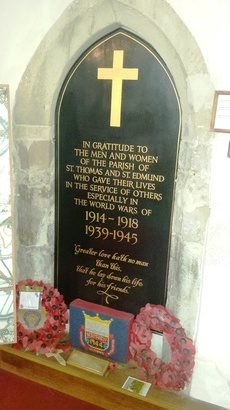 IN GRATITUDE TO
THE MEN AND WOMEN
OF THE PARISH OF
ST. THOMAS AND ST. EDMUND
WHO GAVE THEIR LIVES
IN THE SERVICE OF OTHERS
ESPECIALLY IN
THE WORLD WARS OF
1914 - 1918
1939-1945
"Greater love hath no man
than this,
That he lay down his life
for his friends."